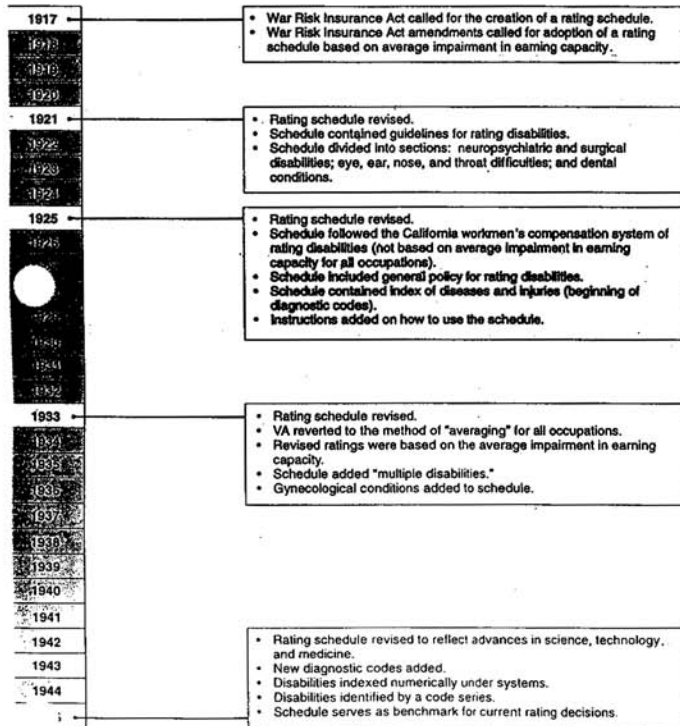 1917
• War Risk Insurance Act called for the creation of a rating schedule.
• War Risk Insurance Act amendments called for adoption of a rating
schedule based on average impairment in earning capacity.
1918
1919
1920
1921
• Rating schedule revised.
• Schedule contained guidelines for rating disabilities.
• Schedule divided into sections: neuropsychiatric and surgical
disabilities; eye, ear, nose, and throat difficulties; and dental
conditions.
1922
1923
1924
1925
• Rating schedule revised.
• Schedule followed the California workmen's compensation system of
rating disabilities (not based on average impairment in earning
capacity for all occupations).
• Schedule included general policy for rating disabilities.
• Schedule contained index of diseases and injuries (beginning of
diagnostic codes).
• Instructions added on how to use the schedule.
1926
1930
1931
1932
1933
• Rating schedule revised.
• VA reverted to the method of "averaging" for all occupations.
• Revised ratings were based on the average impairment in earning
capacity.
• Schedule added "multiple disabilities."
• Gynecological conditions added to schedule.
1934
1935
1936
1937
1938
1939
1940
1941
1942
1943
1944
• Rating schedule revised to reflect advances in science, technology,
and medicine.
• New diagnostic codes added.
• Disabilities indexed numerically under systems.
• Disabilities identified by a code series.
• Schedule serves as benchmark for current rating decisions.